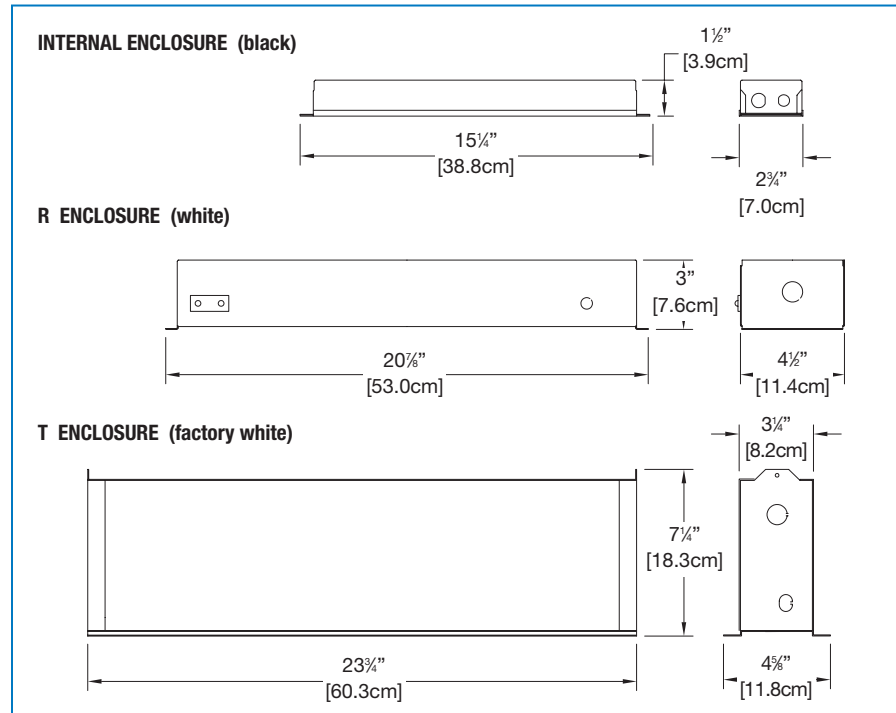 INTERNAL ENCLOSURE (black)
1½”
[3.9cm]
15¼”
[38.8cm]
2¾”
[7.0cm]
R ENCLOSURE (white)
3”
[7.6cm]
20⅞”
[53.0cm]
4½”
[11.4cm]
T ENCLOSURE (factory white)
3¼”
[8.2cm]
7¼”
[18.3cm]
23¾”
[60.3cm]
4⅝”
[11.8cm]